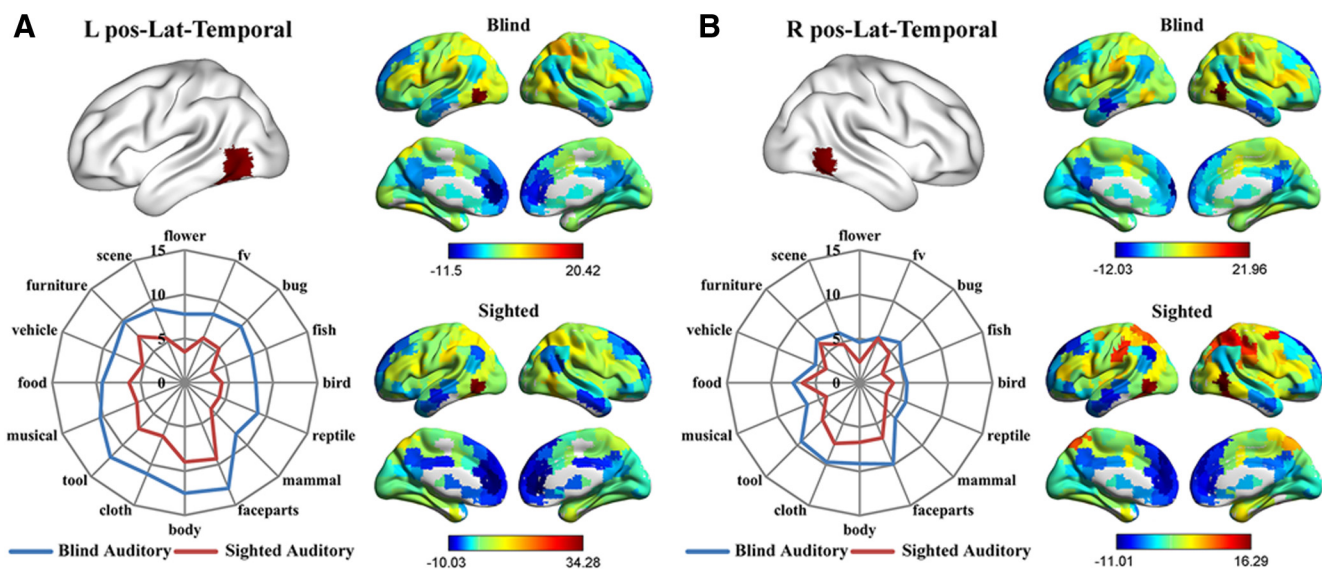 A
L pos-Lat-Temporal
Blind
-11.5
20.42
Sighted
-10.03
34.28
15
10
5
0
flower
fv
bug
fish
bird
reptile
mammal
faceparts
body
cloth
tool
musical
food
vehicle
furniture
scene
Blind Auditory
Sighted Auditory
B
R pos-Lat-Temporal
Blind
-12.03
21.96
Sighted
-11.01
16.29
15
10
5
0
flower
fv
bug
fish
bird
reptile
mammal
faceparts
body
cloth
tool
musical
food
vehicle
furniture
scene
Blind Auditory
Sighted Auditory